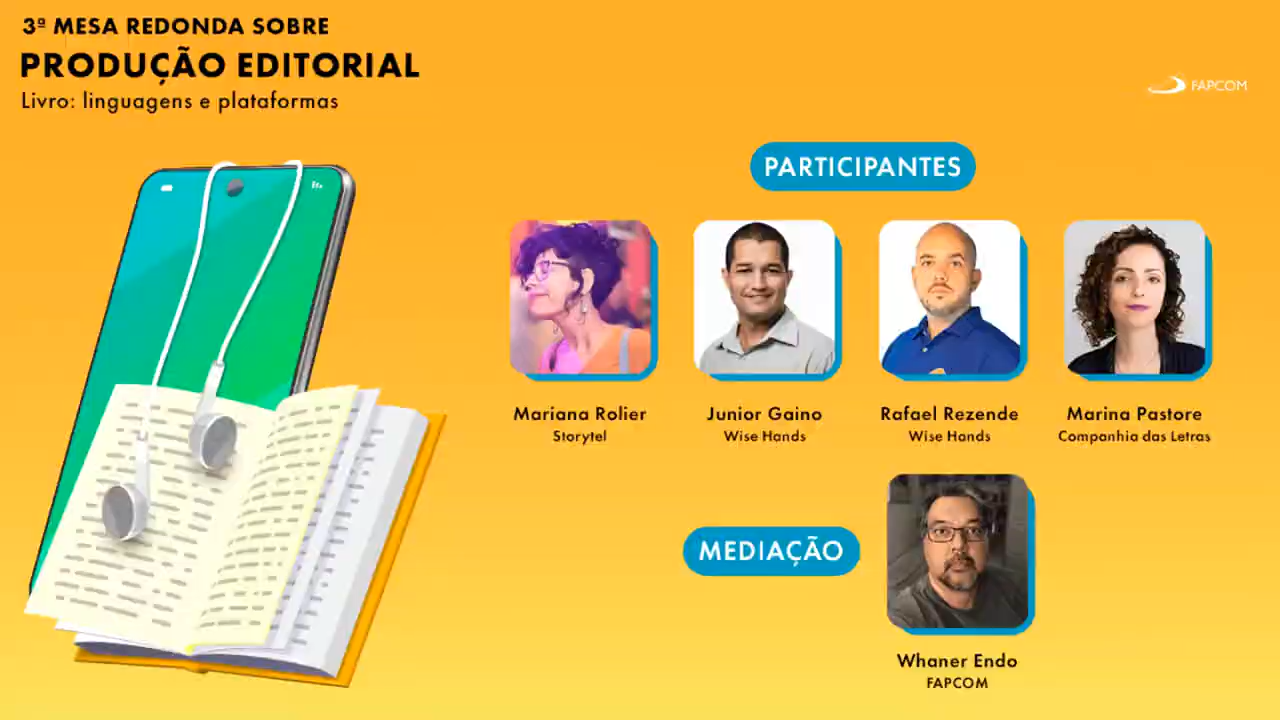 3ª MESA REDONDA SOBRE
PRODUÇÃO EDITORIAL
Livro: linguagens e plataformas
FAPCOM
PARTICIPANTES
Mariana Rolier
Storytel
Junior Gaino
Wise Hands
Rafael Rezende
Wise Hands
Marina Pastore
Companhia das Letras
MEDIAÇÃO
Whaner Endo
FAPCOM